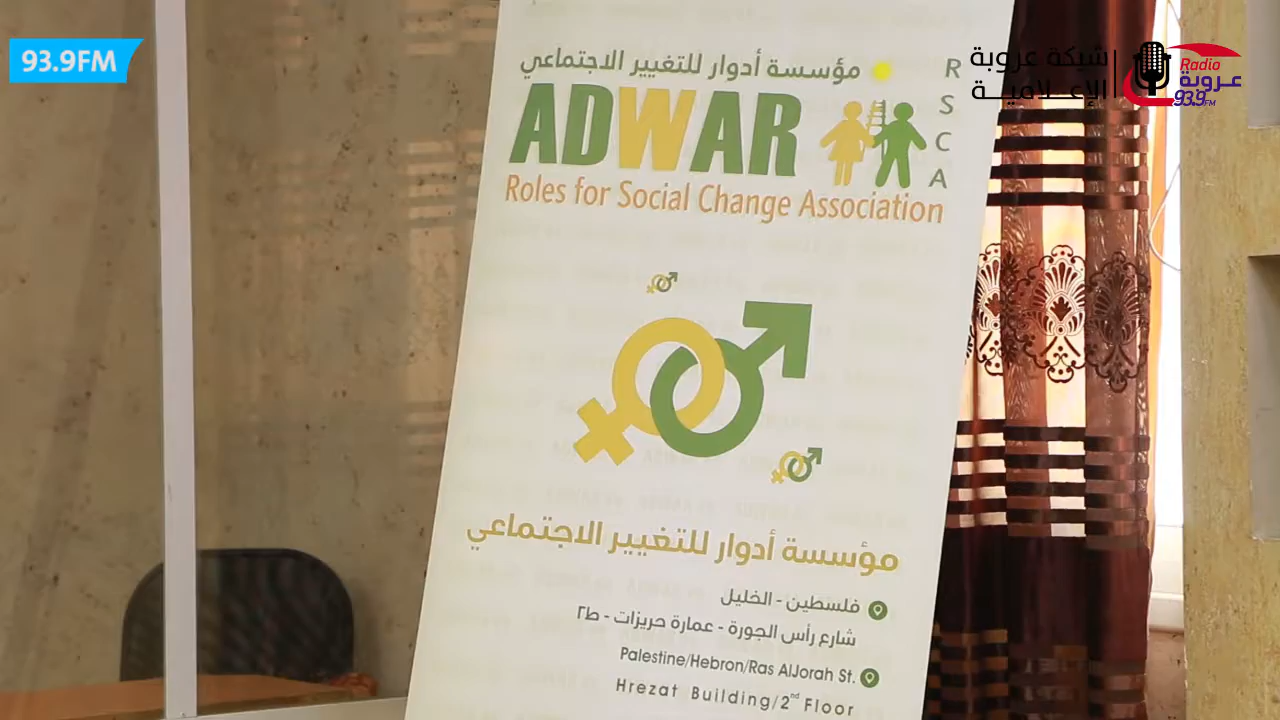 93.9FM
شبكة عروبة
الإعلامية
Radio
عروبة
93.9FM
مؤسسة أدوار للتغيير الاجتماعي
ADWAR
RSCA
Roles for Social Change Association
مؤسسة أدوار للتغيير الاجتماعي
فلسطين - الخليل
شارع رأس الجورة - عمارة حريزات - ط٢
Palestine/Hebron/Ras AlJorah St.
Hrezat Building/2nd Floor